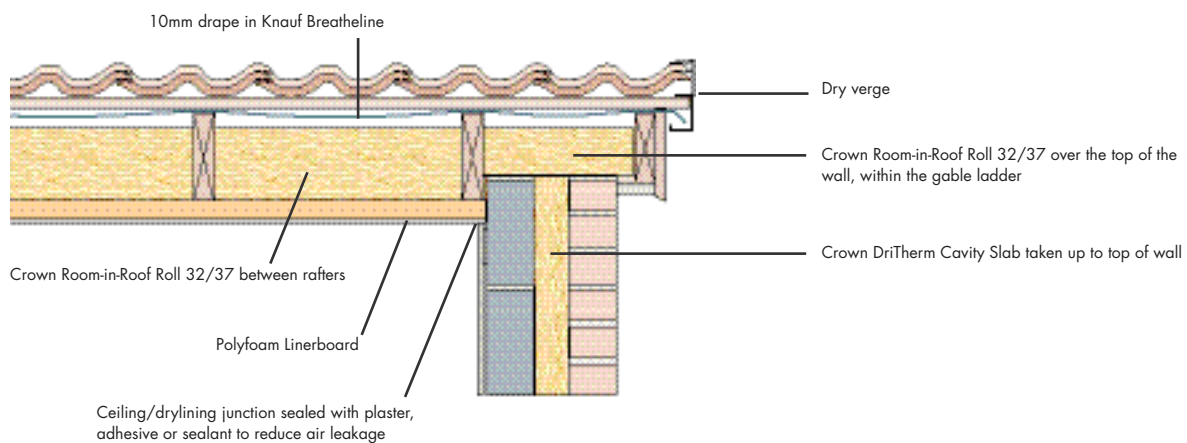 10mm drape in Knauf Breatheline
Dry verge
Crown Room-in-Roof Roll 32/37 over the top of the
wall, within the gable ladder
Crown DriTherm Cavity Slab taken up to top of wall
Crown Room-in-Roof Roll 32/37 between rafters
Polyfoam Linerboard
Ceiling/drylining junction sealed with plaster,
adhesive or sealant to reduce air leakage